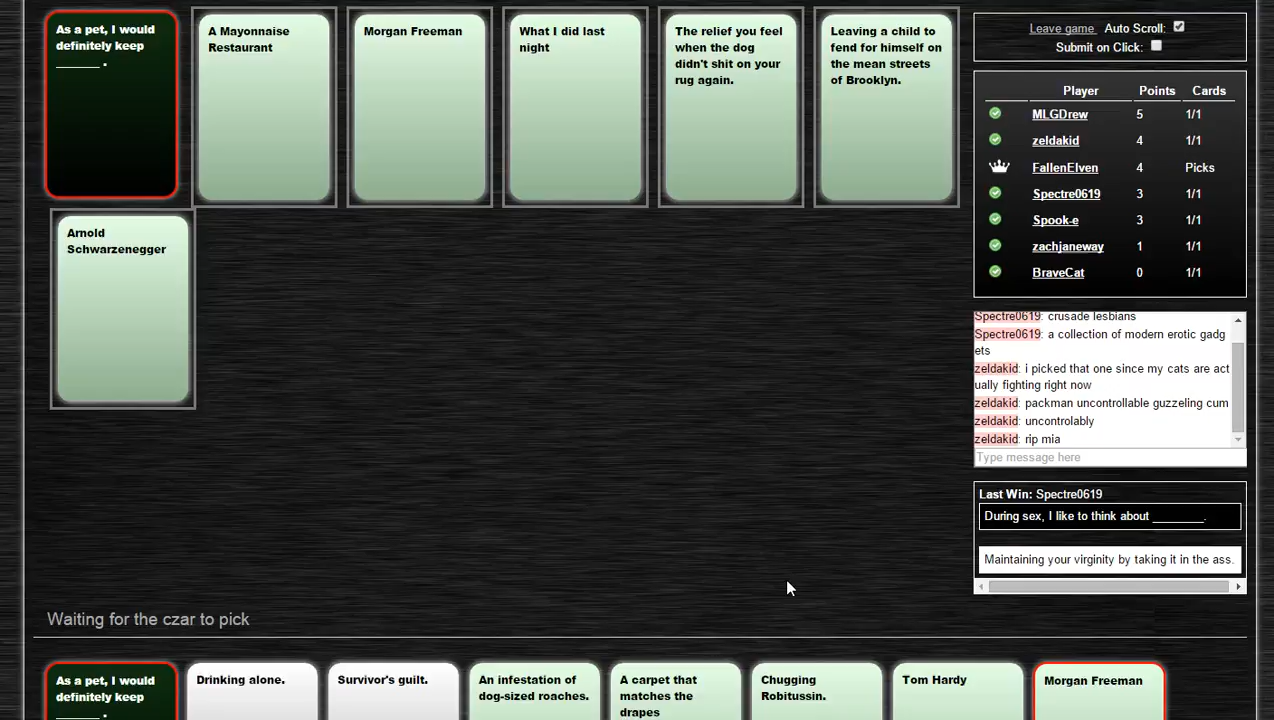 As a pet, I would
definitely keep
______ .
A Mayonnaise
Restaurant
Morgan Freeman
What I did last
night
The relief you feel
when the dog
didn't shit on your
rug again.
Leaving a child to
fend for himself on
the mean streets
of Brooklyn.
Arnold
Schwarzenegger
Leave game Auto Scroll:
Submit on Click:
Player Points Cards
MLGDrew 5 1/1
zeldakid 4 1/1
FallenElven 4 Picks
Spectre0619 3 1/1
Spook-e 3 1/1
zachjaneway 1 1/1
BraveCat 0 1/1
Spectre0619: crusade lesbians
Spectre0619: a collection of modern erotic gadg
ets
zeldakid: i picked that one since my cats are act
ually fighting right now
zeldakid: packman uncontrollable guzzeling cum
zeldakid: uncontrolably
zeldakid: rip mia
Type message here
Last Win: Spectre0619
During sex, I like to think about ________.
Maintaining your virginity by taking it in the ass.
Waiting for the czar to pick
As a pet, I would
definitely keep
______ .
Drinking alone.
Survivor's guilt.
An infestation of
dog-sized roaches.
A carpet that
matches the
drapes
Chugging
Robitussin.
Tom Hardy
Morgan Freeman